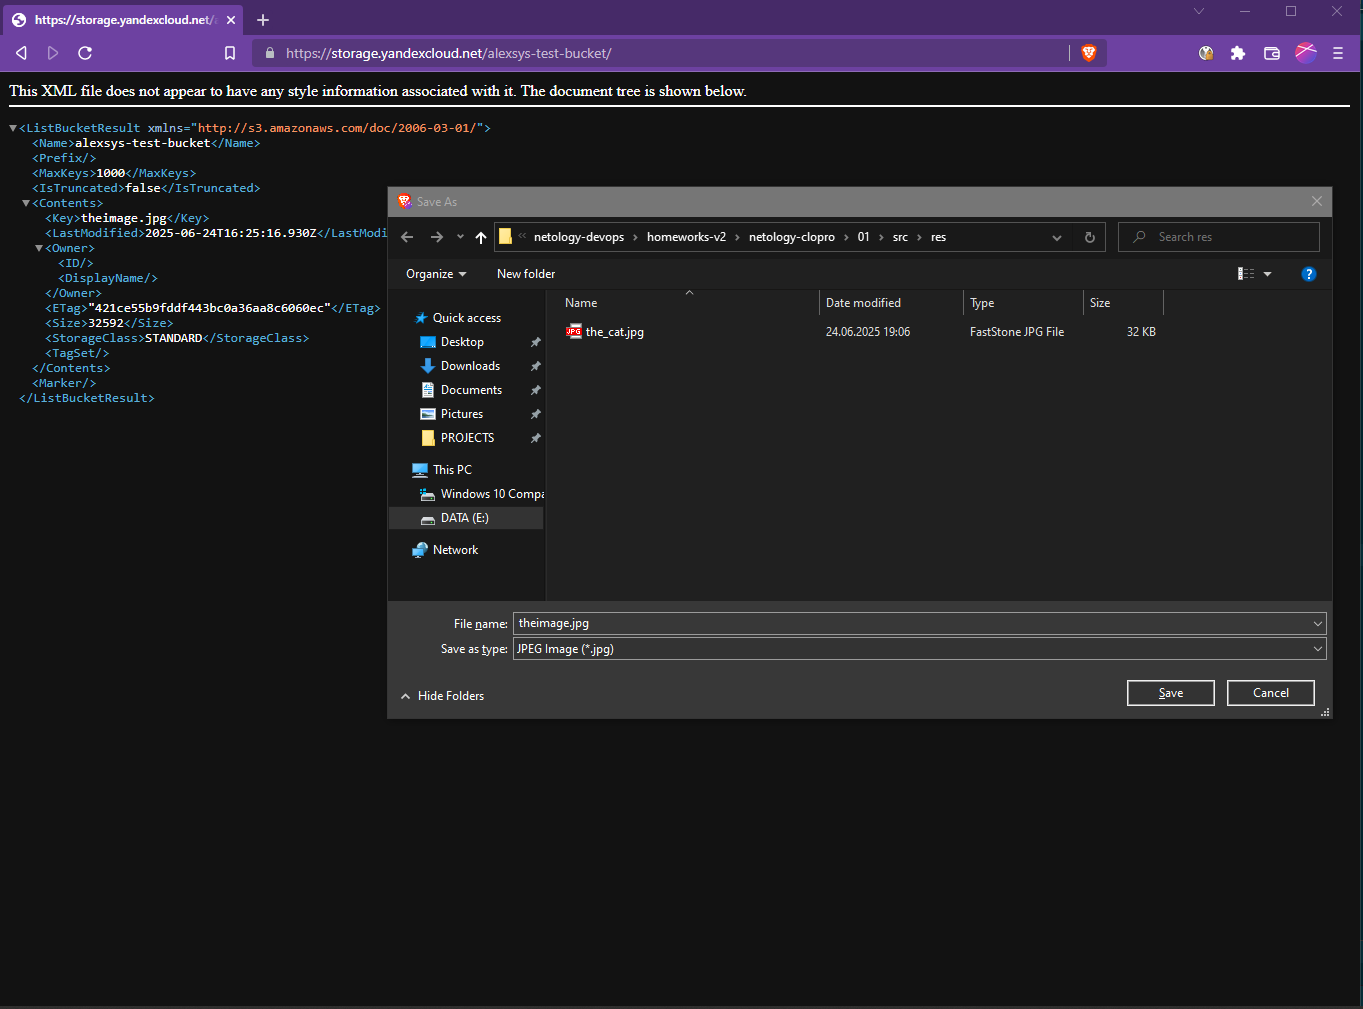 https://storage.yandexcloud.net/
https://storage.yandexcloud.net/alexsys-test-bucket/
This XML file does not appear to have any style information associated with it. The document tree is shown below.
<ListBucketResult xmlns="http://s3.amazonaws.com/doc/2006-03-01/">
<Name>alexsys-test-bucket</Name>
<Prefix/>
<MaxKeys>1000</MaxKeys>
<IsTruncated>false</IsTruncated>
<Contents>
<Key>theimage.jpg</Key>
<LastModified>2025-06-24T16:25:16.930Z</LastModi
<Owner>
<ID/>
<DisplayName/>
</Owner>
<ETag>"421ce55b9fddf443bc0a36aa8c6060ec"</ETag>
<Size>32592</Size>
<StorageClass>STANDARD</StorageClass>
<TagSet/>
</Contents>
<Marker/>
</ListBucketResult>
Save As
« netology-devops › homeworks-v2 › netology-clopro › 01 › src › res
Search res
Organize
New folder
Name Date modified Type Size
the_cat.jpg 24.06.2025 19:06 FastStone JPG File 32 KB
Quick access
Desktop
Downloads
Documents
Pictures
PROJECTS
This PC
Windows 10 Compa
DATA (E:)
Network
File name: theimage.jpg
Save as type: JPEG Image (*.jpg)
Hide Folders
Save
Cancel